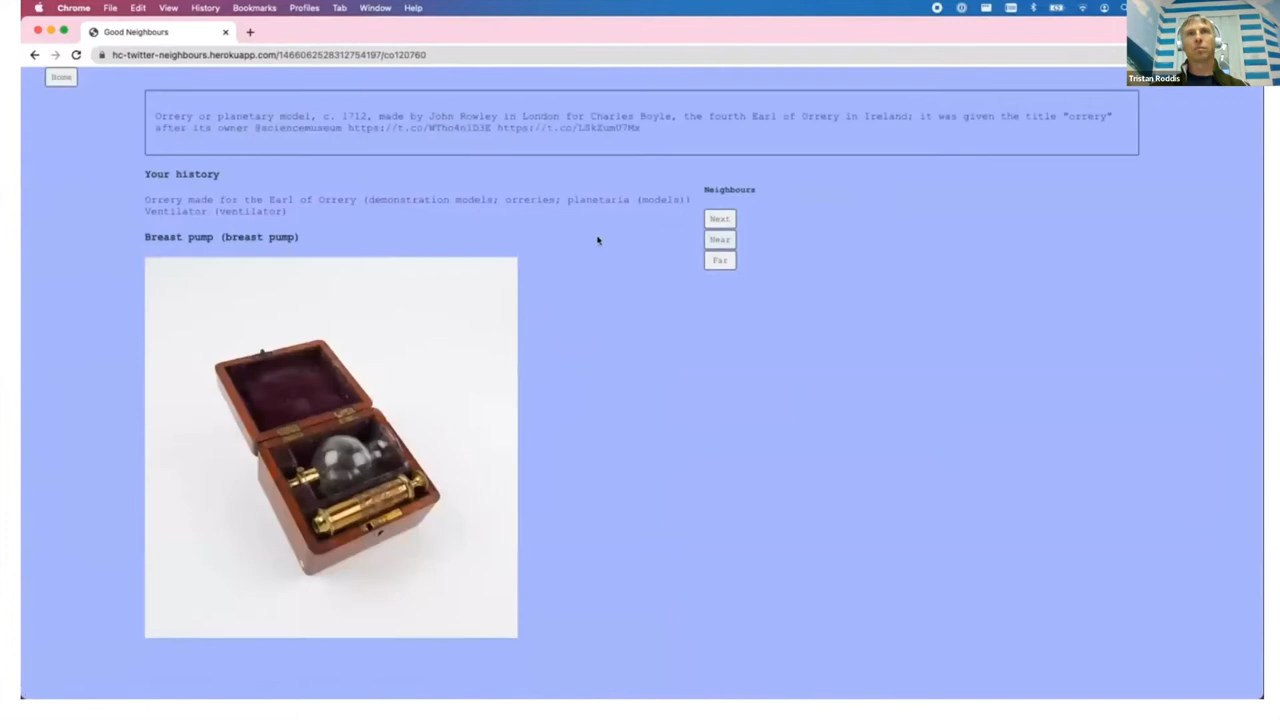 Chrome File Edit View History Bookmarks Profiles Tab Window Help
Good Neighbours
hc-twitter-neighbours.herokuapp.com/1466062528312754197/co120760
Tristan Roddis
Home
Orrery or planetary model, c. 1712, made by John Rowley in London for Charles Boyle, the fourth Earl of Orrery in Ireland; it was given the title "orrery"
after its owner @sciencemuseum
Your history
Neighbours
Orrery made for the Earl of Orrery (demonstration models; orreries; planetaria (models))
Ventilator (ventilator)
Next
Breast pump (breast pump)
Near
Far